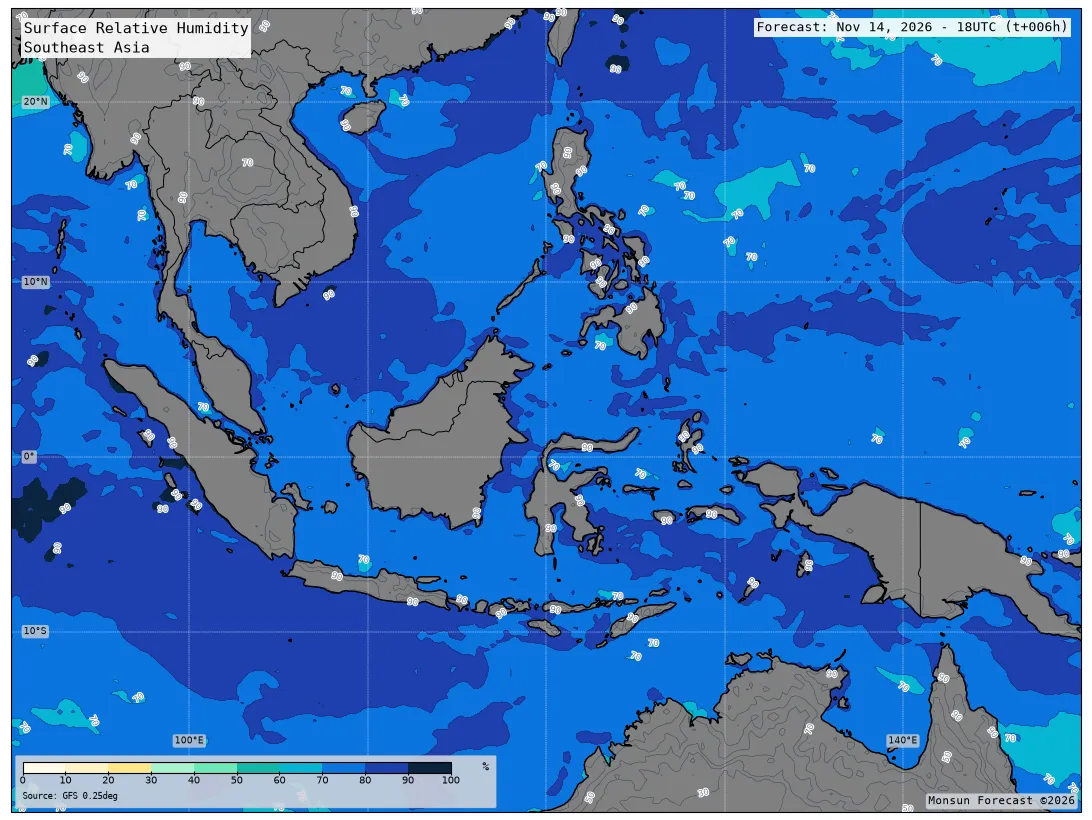 Surface Relative Humidity
Southeast Asia
Forecast: Nov 14, 2026 - 18UTC (t+006h)
20°N
10°N
0°
10°S
100°E
140°E
0 10 20 30 40 50 60 70 80 90 100
%
Source: GFS 0.25deg
Monsun Forecast ©2026